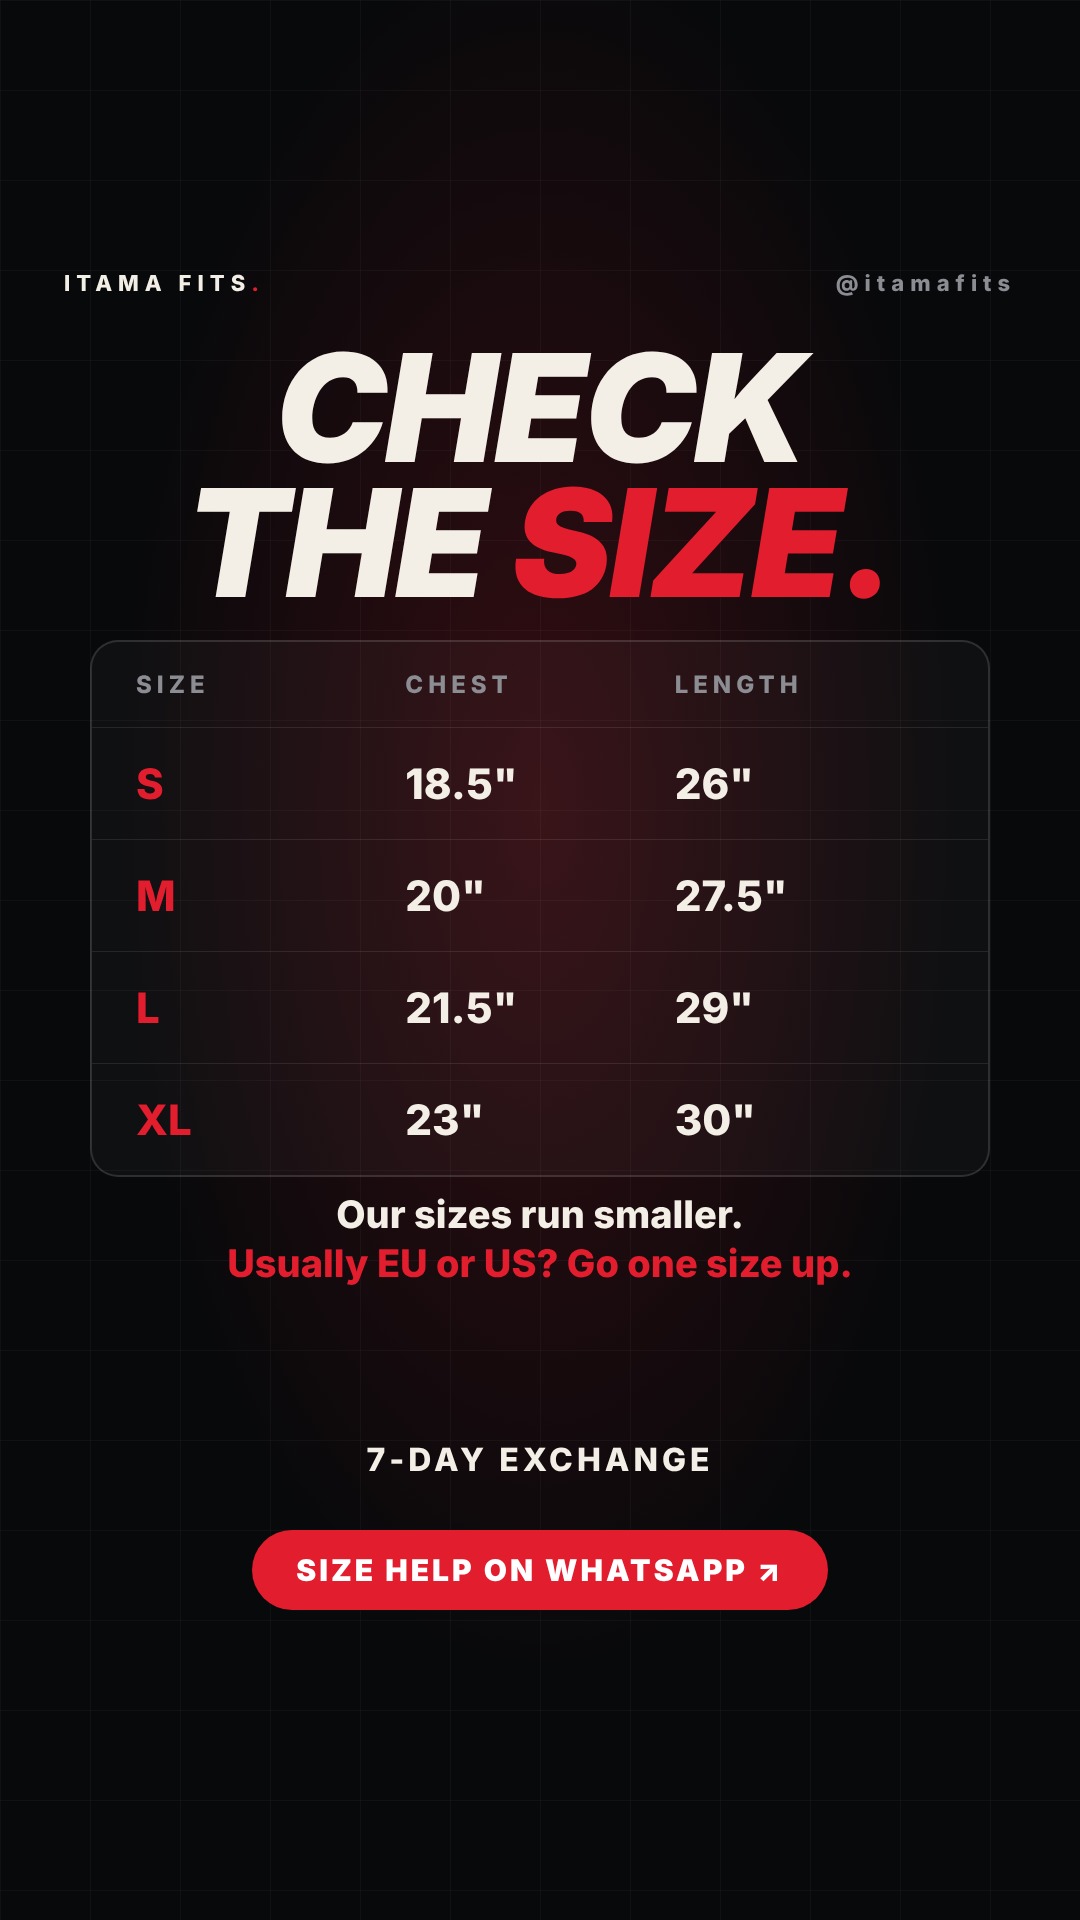 ITAMA FITS.
@itamafits
CHECK
THE SIZE.
SIZE CHEST LENGTH
S 18.5" 26"
M 20" 27.5"
L 21.5" 29"
XL 23" 30"
Our sizes run smaller.
Usually EU or US? Go one size up.
7-DAY EXCHANGE
SIZE HELP ON WHATSAPP ↗